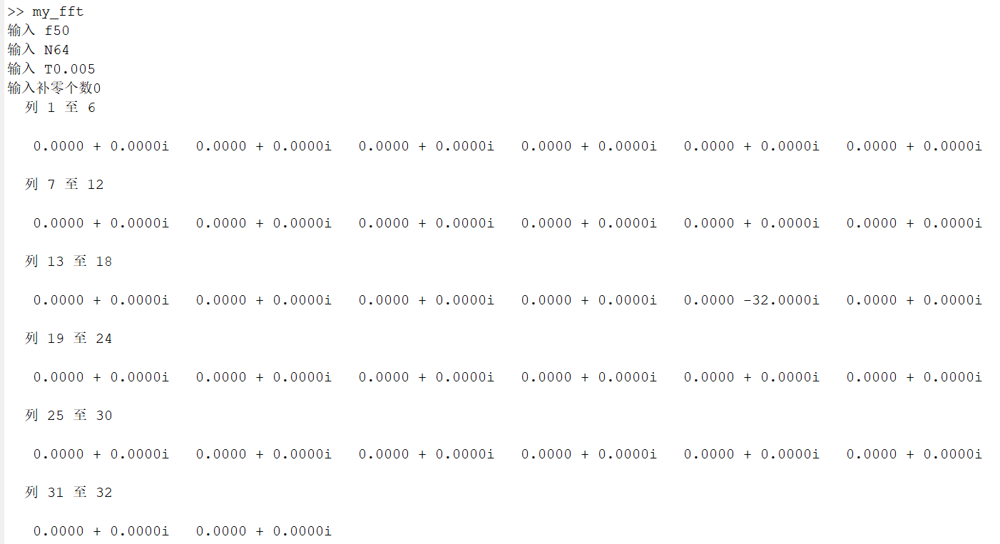 >> my_fft
输入 f50
输入 N64
输入 T0.005
输入补零个数0
列 1 至 6
0.0000 + 0.0000i   0.0000 + 0.0000i   0.0000 + 0.0000i   0.0000 + 0.0000i   0.0000 + 0.0000i   0.0000 + 0.0000i
列 7 至 12
0.0000 + 0.0000i   0.0000 + 0.0000i   0.0000 + 0.0000i   0.0000 + 0.0000i   0.0000 + 0.0000i   0.0000 + 0.0000i
列 13 至 18
0.0000 + 0.0000i   0.0000 + 0.0000i   0.0000 + 0.0000i   0.0000 + 0.0000i   0.0000 -32.0000i   0.0000 + 0.0000i
列 19 至 24
0.0000 + 0.0000i   0.0000 + 0.0000i   0.0000 + 0.0000i   0.0000 + 0.0000i   0.0000 + 0.0000i   0.0000 + 0.0000i
列 25 至 30
0.0000 + 0.0000i   0.0000 + 0.0000i   0.0000 + 0.0000i   0.0000 + 0.0000i   0.0000 + 0.0000i   0.0000 + 0.0000i
列 31 至 32
0.0000 + 0.0000i   0.0000 + 0.0000i